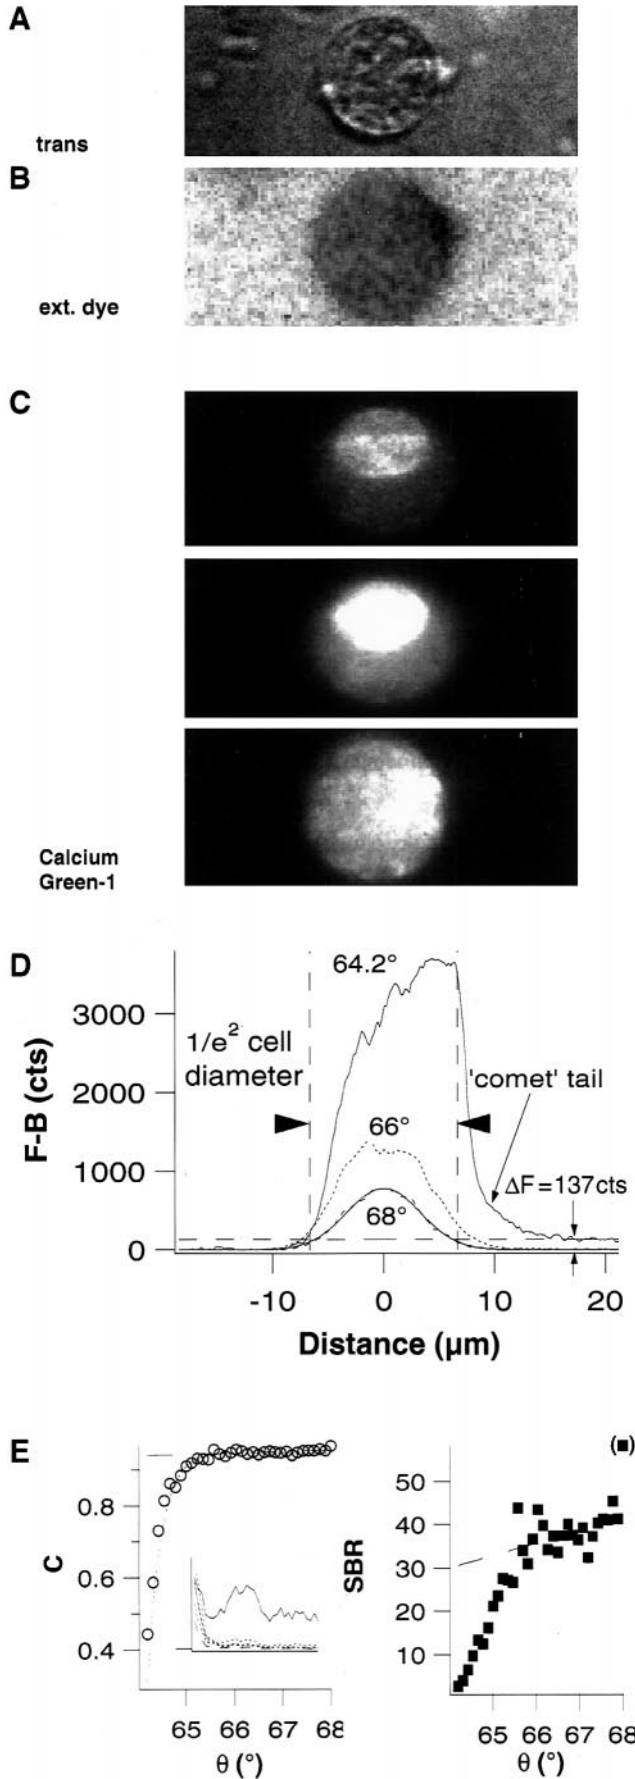 A
trans
B
ext. dye
C
Calcium
Green-1
D
F-B (cts)
3000
2000
1000
0
64.2°
1/e² cell
diameter
'comet' tail
66°
ΔF=137cts
68°
-10 0 10 20
Distance (µm)
E
C
0.8
0.6
0.4
65 66 67 68
θ (°)
SBR
(■)
50
40
30
20
10
65 66 67 68
θ (°)